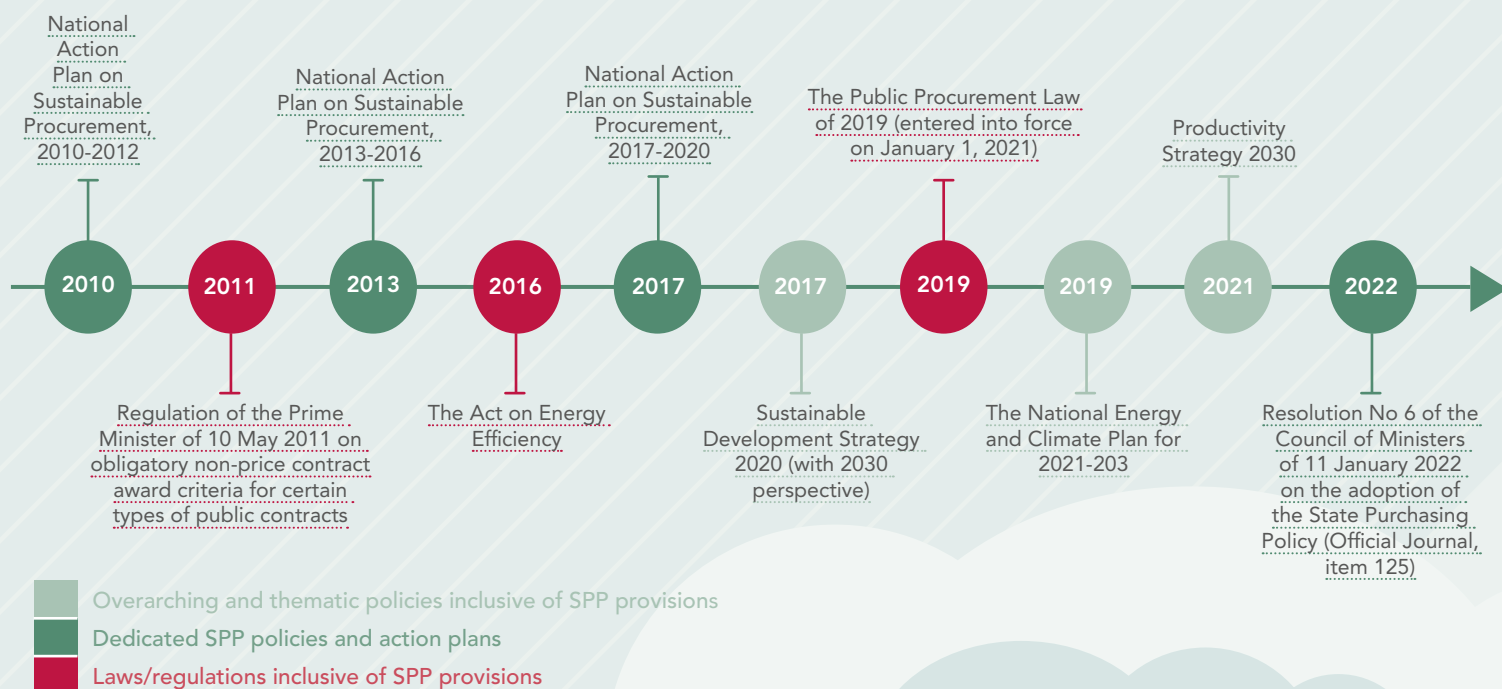 National
Action
Plan on
Sustainable
Procurement,
2010-2012
National Action
Plan on Sustainable
Procurement,
2013-2016
National Action
Plan on Sustainable
Procurement,
2017-2020
The Public Procurement Law
of 2019 (entered into force
on January 1, 2021)
Productivity
Strategy 2030
2010
2011
2013
2016
2017
2017
2019
2019
2021
2022
Regulation of the Prime
Minister of 10 May 2011 on
obligatory non-price contract
award criteria for certain
types of public contracts
The Act on Energy
Efficiency
Sustainable
Development Strategy
2020 (with 2030
perspective)
The National Energy
and Climate Plan for
2021-203
Resolution No 6 of the
Council of Ministers
of 11 January 2022
on the adoption of
the State Purchasing
Policy (Official Journal,
item 125)
Overarching and thematic policies inclusive of SPP provisions
Dedicated SPP policies and action plans
Laws/regulations inclusive of SPP provisions